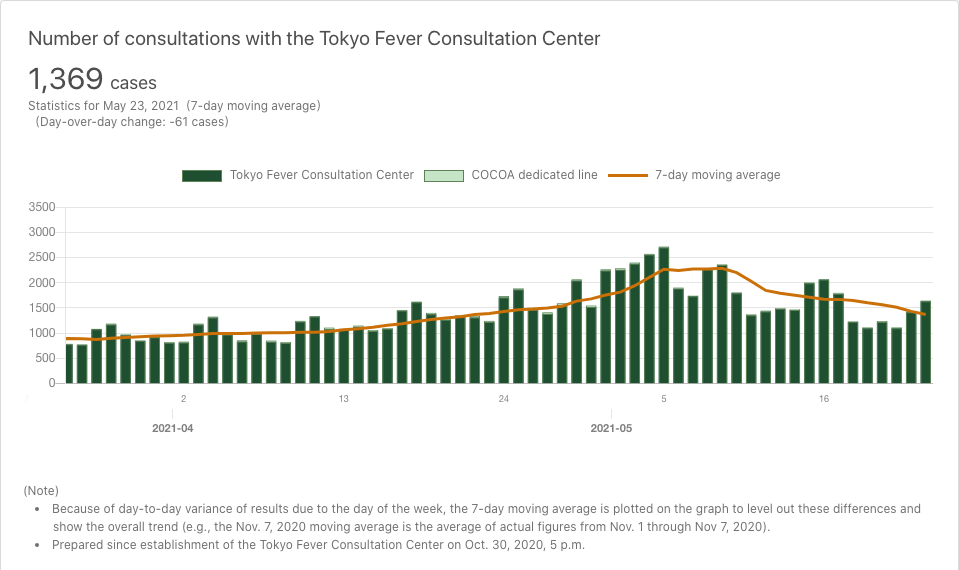 Number of consultations with the Tokyo Fever Consultation Center
1,369 cases
Statistics for May 23, 2021 (7-day moving average)
(Day-over-day change: -61 cases)
Tokyo Fever Consultation Center COCOA dedicated line 7-day moving average
3500
3000
2500
2000
1500
1000
500
0
2 13 24 5 16
2021-04 2021-05
(Note)
• Because of day-to-day variance of results due to the day of the week, the 7-day moving average is plotted on the graph to level out these differences and
show the overall trend (e.g., the Nov. 7, 2020 moving average is the average of actual figures from Nov. 1 through Nov 7, 2020).
• Prepared since establishment of the Tokyo Fever Consultation Center on Oct. 30, 2020, 5 p.m.